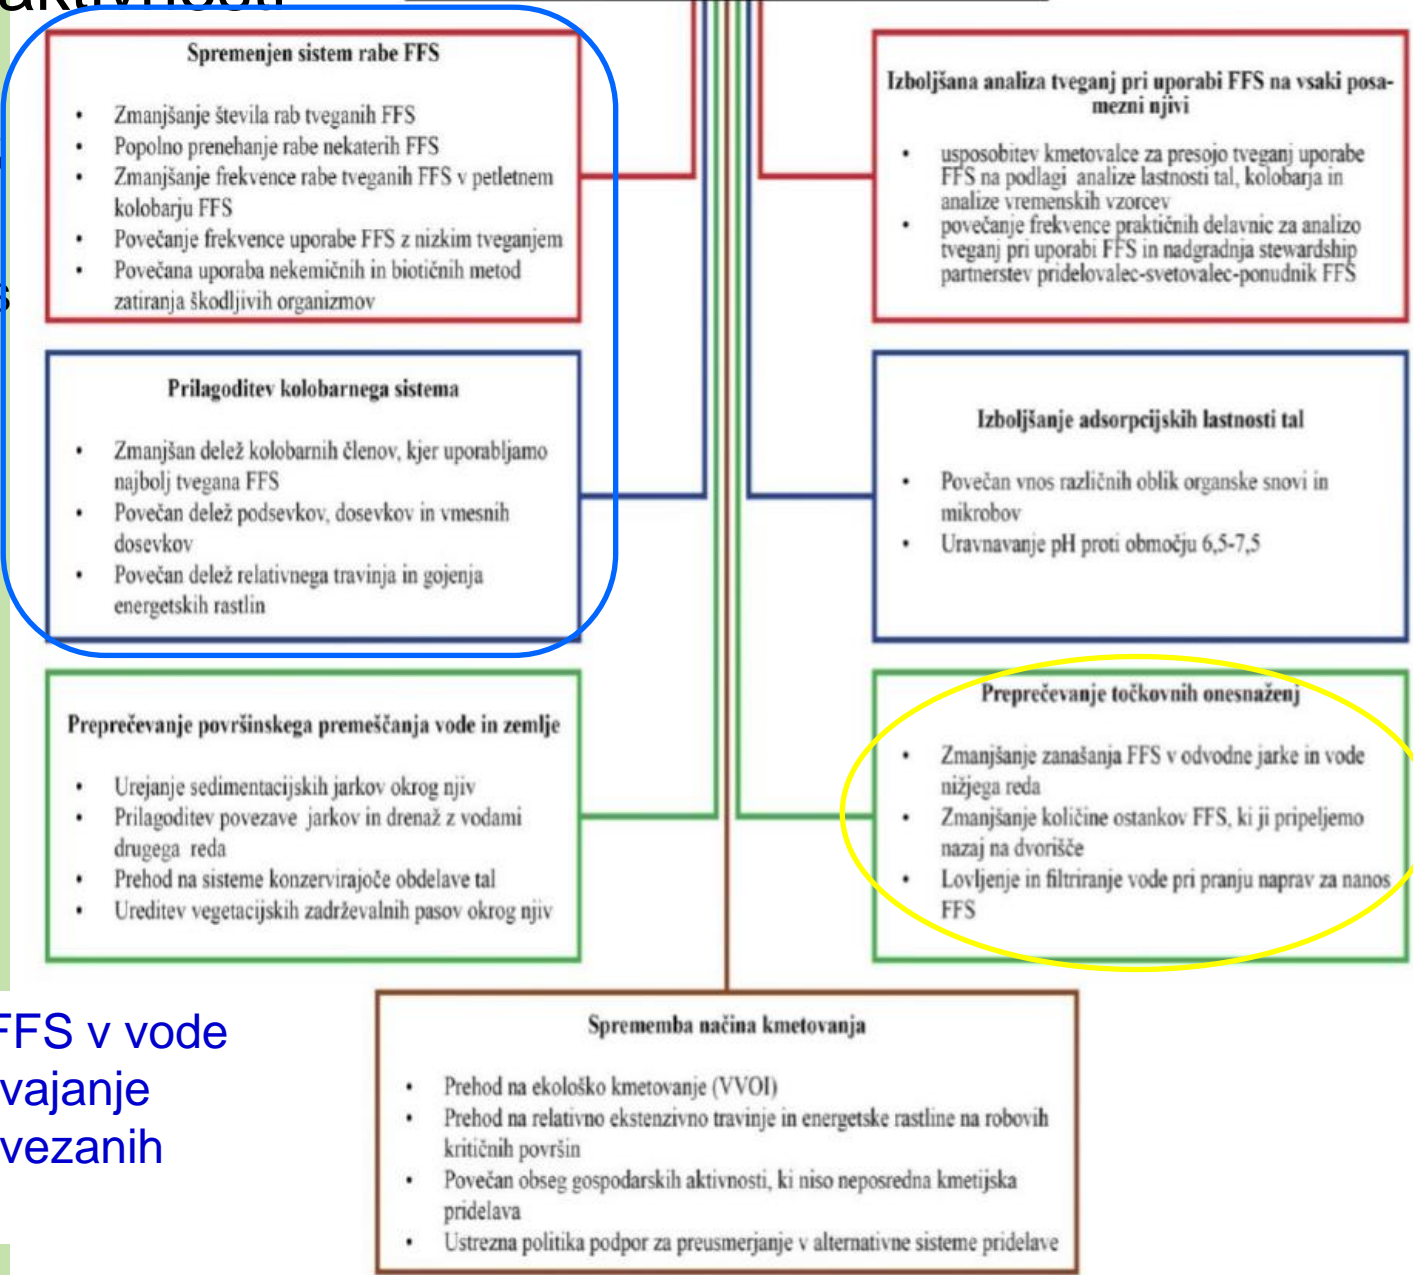 aktivnosti
Spremenjen sistem rabe FFS
• Zmanjšanje števila rab tveganih FFS
• Popolno prenehanje rabe nekaterih FFS
• Zmanjšanje frekvence rabe tveganih FFS v petletnem
kolobarju FFS
• Povečanje frekvence uporabe FFS z nizkim tveganjem
• Povečana uporaba nekemičnih in biotičnih metod
zatiranja škodljivih organizmov
Izboljšana analiza tveganj pri uporabi FFS na vsaki posa-
mezni njivi
• usposobitev kmetovalce za presojo tveganj uporabe
FFS na podlagi analize lastnosti tal, kolobarja in
analize vremenskih vzorcev
• povečanje frekvence praktičnih delavnic za analizo
tveganj pri uporabi FFS in nadgradnja stewardship
partnerstev pridelovalec-svetovalec-ponudnik FFS
Prilagoditev kolobarnega sistema
• Zmanjšan delež kolobarnih členov, kjer uporabljamo
najbolj tvegana FFS
• Povečan delež podsevkov, dosevkov in vmesnih
dosevkov
• Povečan delež relativnega travinja in gojenja
energetskih rastlin
Izboljšanje adsorpcijskih lastnosti tal
• Povečan vnos različnih oblik organske snovi in
mikrobov
• Uravnavanje pH proti območju 6,5-7,5
Preprečevanje površinskega premeščanja vode in zemlje
• Urejanje sedimentacijskih jarkov okrog njiv
• Prilagoditev povezave jarkov in drenaž z vodami
drugega reda
• Prehod na sisteme konzervirajoče obdelave tal
• Ureditev vegetacijskih zadrževalnih pasov okrog njiv
Preprečevanje točkovnih onesnaženj
• Zmanjšanje zanašanja FFS v odvodne jarke in vode
nižjega reda
• Zmanjšanje količine ostankov FFS, ki ji pripeljemo
nazaj na dvorišče
• Lovljenje in filtriranje vode pri pranju naprav za nanos
FFS
FFS v vode
vajanje
vezanih
Sprememba načina kmetovanja
• Prehod na ekološko kmetovanje (VVOI)
• Prehod na relativno ekstenzivno travinje in energetske rastline na robovih
kritičnih površin
• Povečan obseg gospodarskih aktivnosti, ki niso neposredna kmetijska
pridelava
• Ustrezna politika podpor za preusmerjanje v alternativne sisteme pridelave